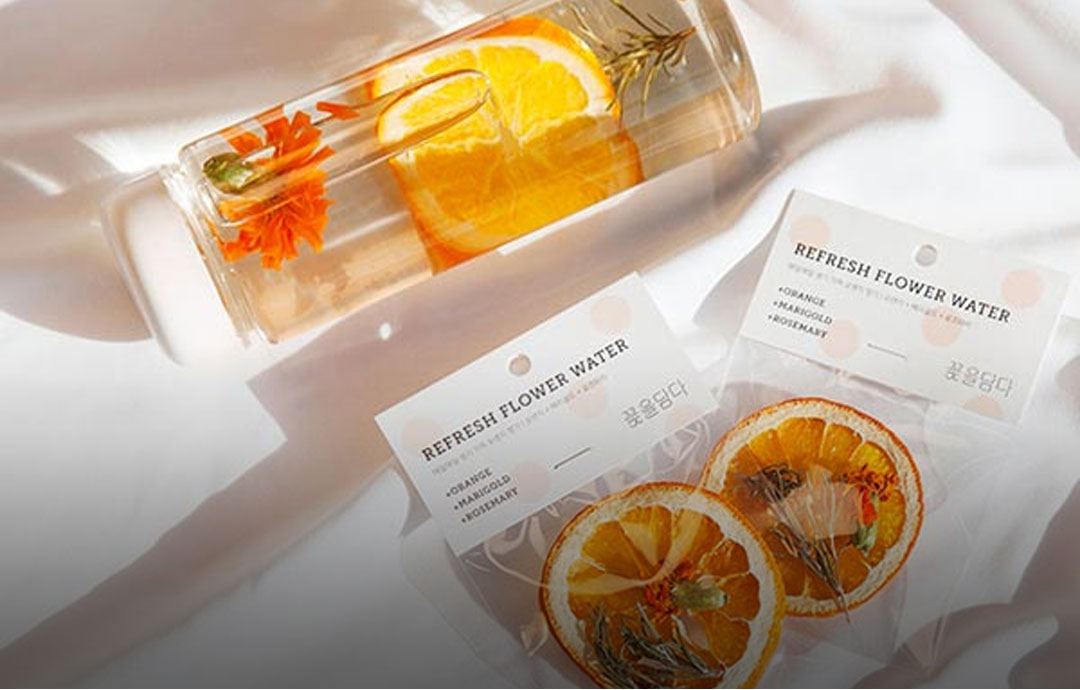 REFRESH FLOWER WATER
•ORANGE
•MARIGOLD
•ROSEMARY
꽃을담다
REFRESH FLOWER WATER
•ORANGE
•MARIGOLD
•ROSEMARY
꽃을담다